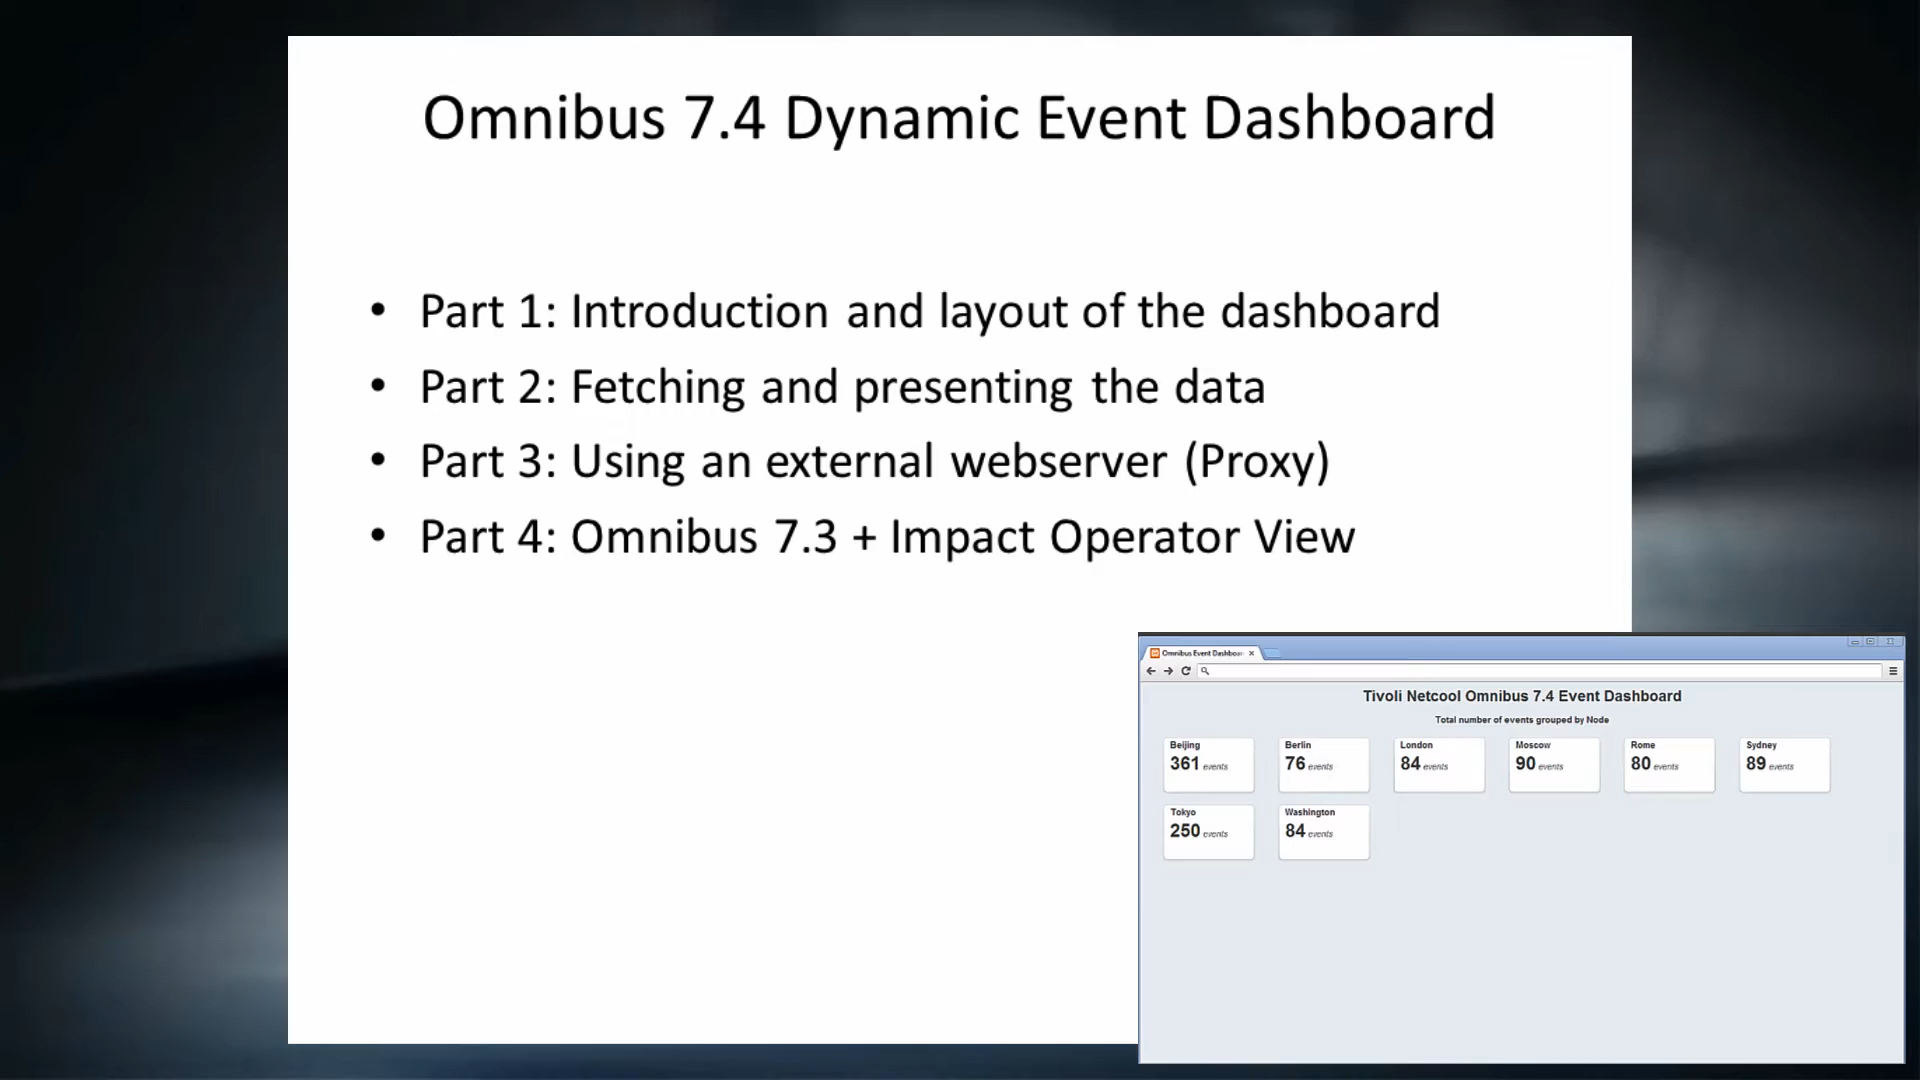 Omnibus 7.4 Dynamic Event Dashboard
• Part 1: Introduction and layout of the dashboard
• Part 2: Fetching and presenting the data
• Part 3: Using an external webserver (Proxy)
• Part 4: Omnibus 7.3 + Impact Operator View
Omnibus Event Dashboar
Tivoli Netcool Omnibus 7.4 Event Dashboard
Total number of events grouped by Node
Beijing
361 events
Berlin
76 events
London
84 events
Moscow
90 events
Rome
80 events
Sydney
89 events
Tokyo
250 events
Washington
84 events